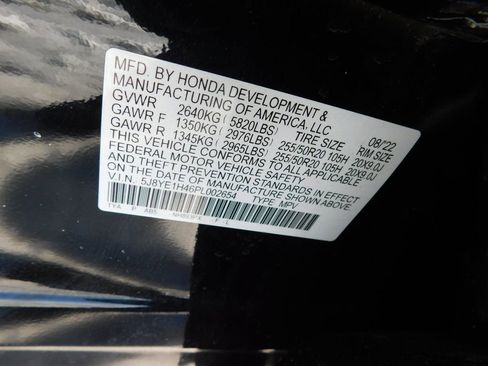 MFD. BY HONDA DEVELOPMENT &
MANUFACTURING OF AMERICA, LLC 08/22
GVWR 2640KG (5820LBS) TIRE SIZE RIM SIZE
GAWR F 1350KG (2976LBS) 255/50R20 105H 20X9.0J
GAWR R 1345KG (2965LBS) 255/50R20 105H 20X9.0J
THIS VEHICLE CONFORMS TO ALL APPLICABLE
FEDERAL MOTOR VEHICLE SAFETY, BUMPER,
AND THEFT PREVENTION STANDARDS IN EFFECT
ON THE DATE OF MANUFACTURE SHOWN ABOVE.
V.I.N. 5J8YE1H46PL002654 TYPE MPV
TYA P AB5 F L